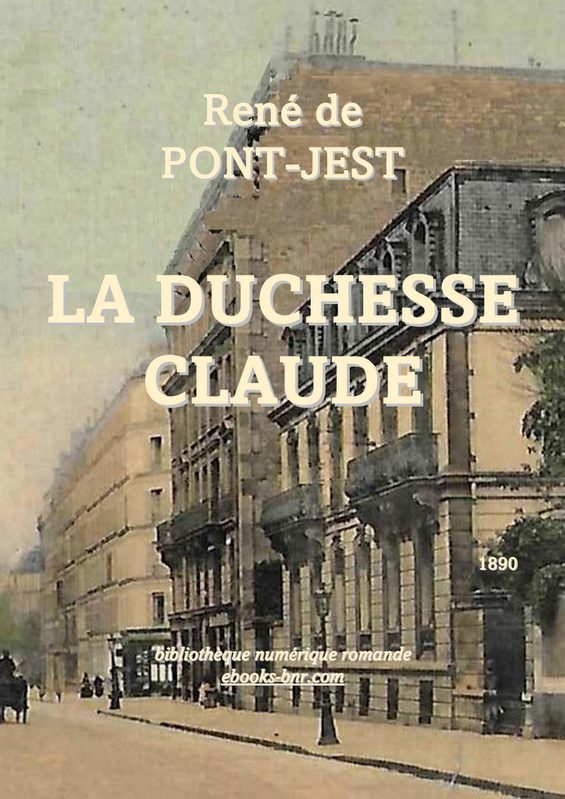 René de
PONT-JEST
LA DUCHESSE
CLAUDE
1890
bibliothèque numérique romande
ebooks-bnr.com